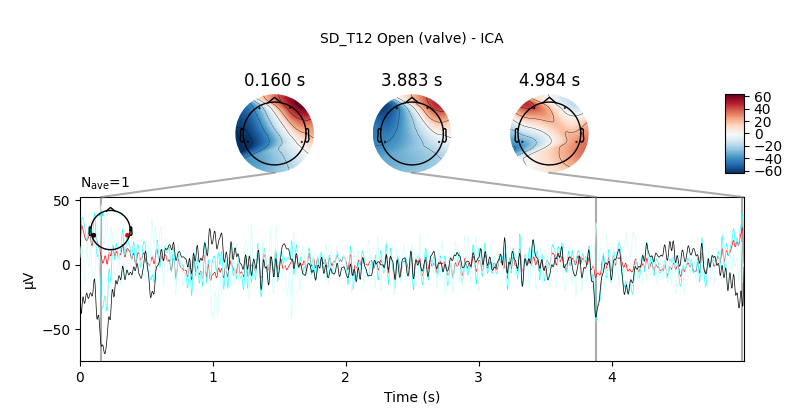 SD_T12 Open (valve) - ICA
0.160 s 3.883 s 4.984 s
60
40
20
0
−20
−40
−60
Nave=1
50
0
−50
µV
0 1 2 3 4
Time (s)